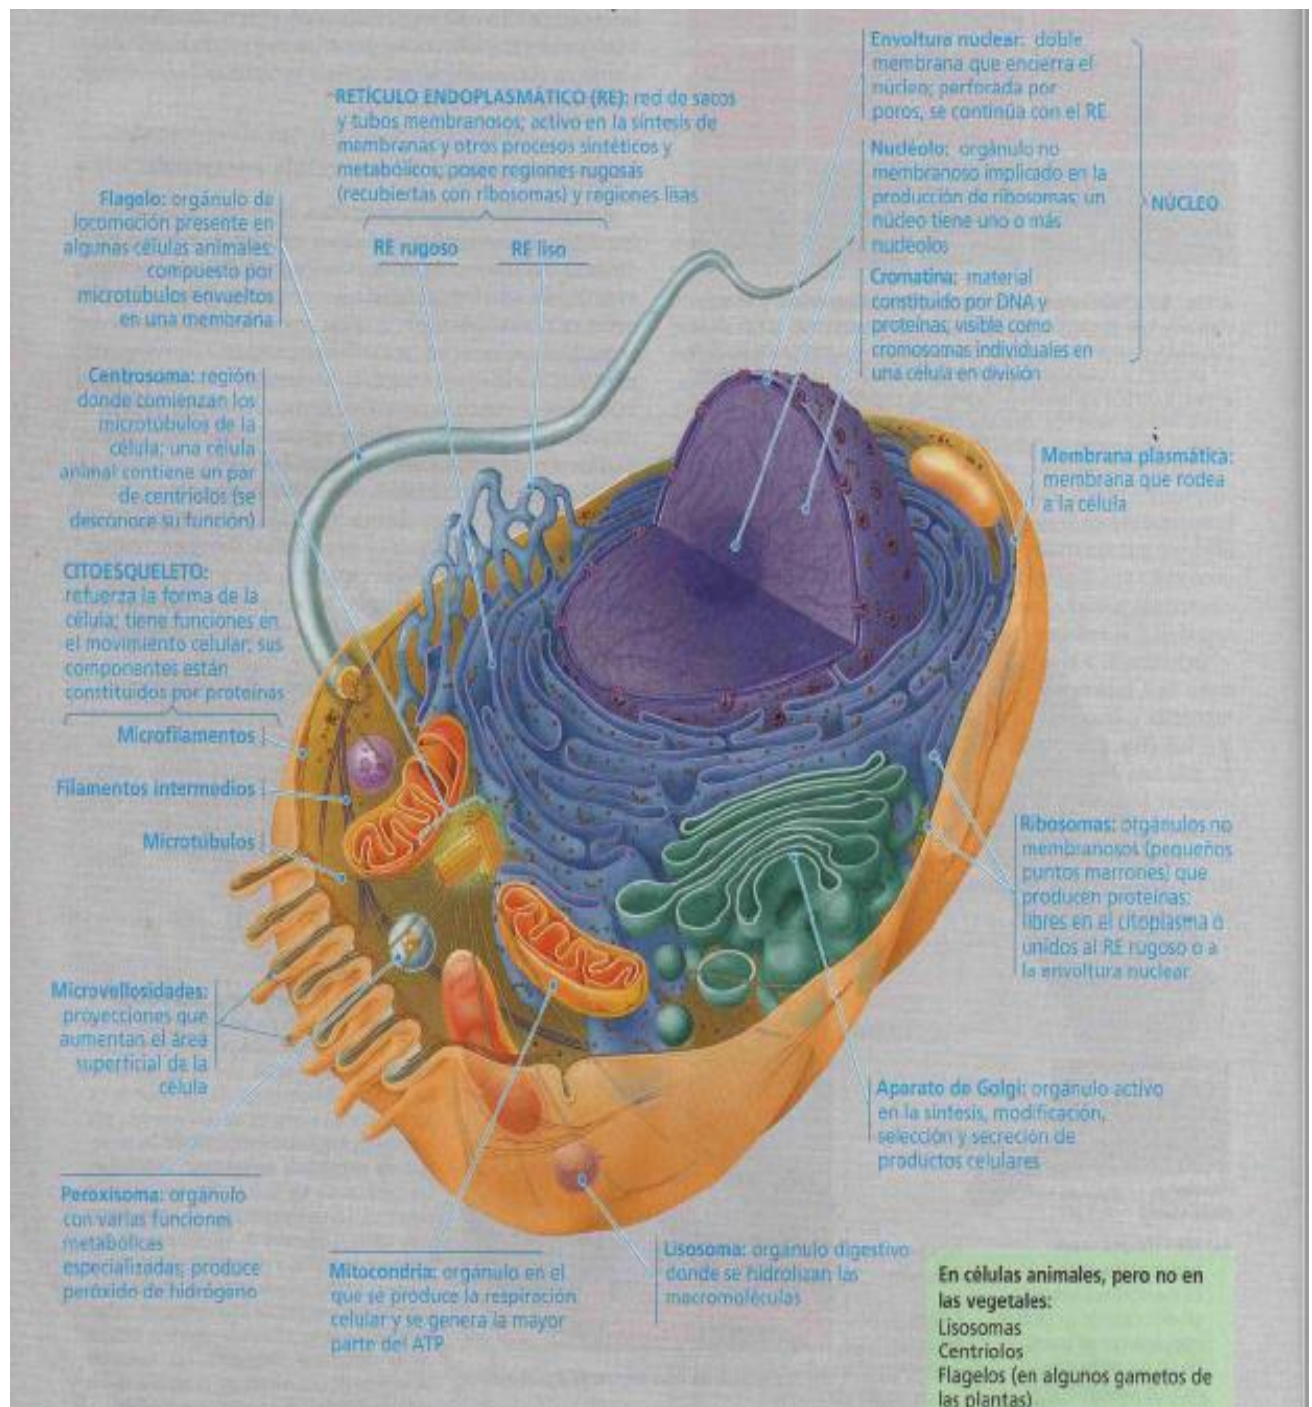 Envoltura nuclear: doble
membrana que encierra el
núcleo; perforada por
poros, se continúa con el RE
Nucléolo: orgánulo no
membranoso implicado en la
producción de ribosomas; un
núcleo tiene uno o más
nucléolos
Cromatina: material
constituido por DNA y
proteínas, visible como
cromosomas individuales en
una célula en división
NÚCLEO
RETÍCULO ENDOPLASMÁTICO (RE): red de sacos
y tubos membranosos; activo en la síntesis de
membranas y otros procesos sintéticos y
metabólicos; posee regiones rugosas
(recubiertas con ribosomas) y regiones lisas
RE rugoso
RE liso
Flagelo: orgánulo de
locomoción presente en
algunas células animales;
compuesto por
microtúbulos envueltos
en una membrana
Centrosoma: región
donde comienzan los
microtúbulos de la
célula; una célula
animal contiene un par
de centriolos (se
desconoce su función)
CITOESQUELETO:
refuerza la forma de la
célula; tiene funciones en
el movimiento celular; sus
componentes están
constituidos por proteínas
Microfilamentos
Filamentos intermedios
Microtúbulos
Membrana plasmática:
membrana que rodea
a la célula
Ribosomas: orgánulos no
membranosos (pequeños
puntos marrones) que
producen proteínas;
libres en el citoplasma o
unidos al RE rugoso o a
la envoltura nuclear
Microvellosidades:
proyecciones que
aumentan el área
superficial de la
célula
Aparato de Golgi: orgánulo activo
en la síntesis, modificación,
selección y secreción de
productos celulares
Peroxisoma: orgánulo
con varias funciones
metabólicas
especializadas; produce
peróxido de hidrógeno
Mitocondria: orgánulo en el
que se produce la respiración
celular y se genera la mayor
parte del ATP
Lisosoma: orgánulo digestivo
donde se hidrolizan las
macromoléculas
En células animales, pero no en
las vegetales:
Lisosomas
Centriolos
Flagelos (en algunos gametos de
las plantas)